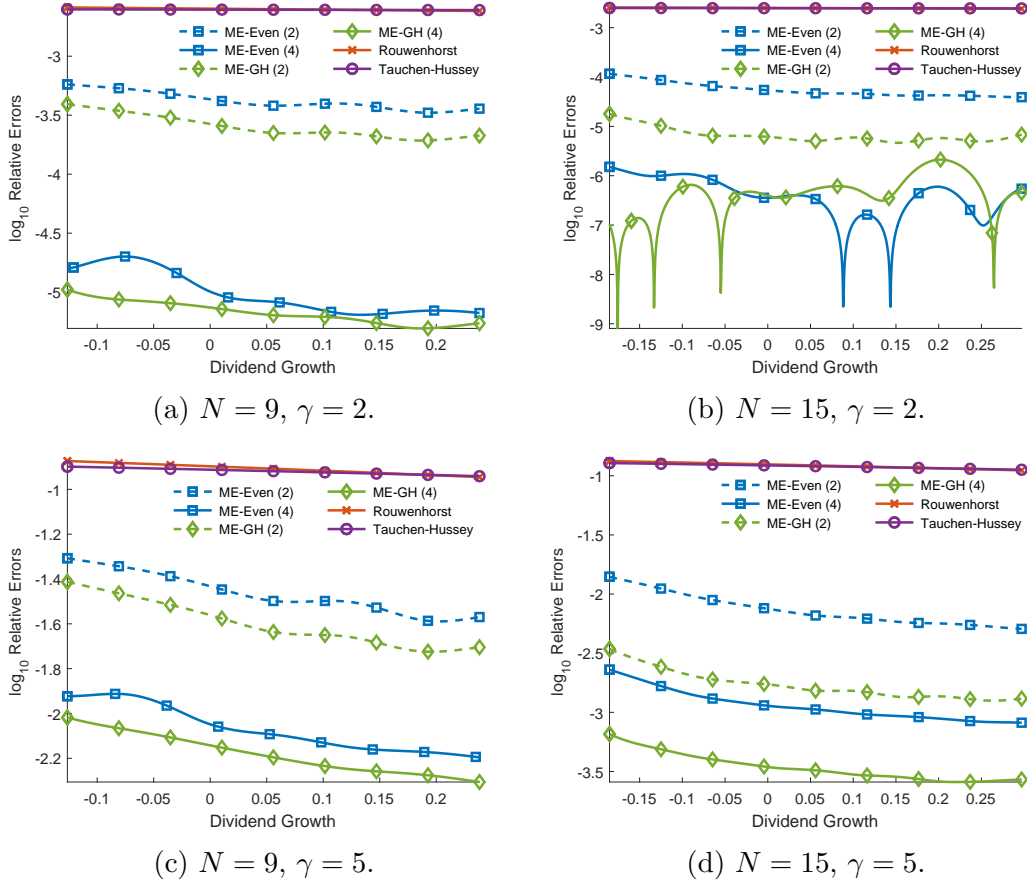 -3
-3.5
-4
-4.5
-5
log10 Relative Errors
ME-Even (2)
ME-Even (4)
ME-GH (2)
ME-GH (4)
Rouwenhorst
Tauchen-Hussey
-0.1 -0.05 0 0.05 0.1 0.15 0.2
Dividend Growth
(a) N = 9, γ = 2.
-3
-4
-5
-6
-7
-8
-9
log10 Relative Errors
ME-Even (2)
ME-Even (4)
ME-GH (2)
ME-GH (4)
Rouwenhorst
Tauchen-Hussey
-0.15 -0.1 -0.05 0 0.05 0.1 0.15 0.2 0.25
Dividend Growth
(b) N = 15, γ = 2.
-1
-1.2
-1.4
-1.6
-1.8
-2
-2.2
log10 Relative Errors
ME-Even (2)
ME-Even (4)
ME-GH (2)
ME-GH (4)
Rouwenhorst
Tauchen-Hussey
-0.1 -0.05 0 0.05 0.1 0.15 0.2
Dividend Growth
(c) N = 9, γ = 5.
-1
-1.5
-2
-2.5
-3
-3.5
log10 Relative Errors
ME-Even (2)
ME-Even (4)
ME-GH (2)
ME-GH (4)
Rouwenhorst
Tauchen-Hussey
-0.15 -0.1 -0.05 0 0.05 0.1 0.15 0.2 0.25
Dividend Growth
(d) N = 15, γ = 5.